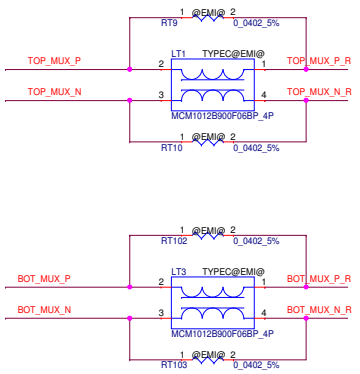 1 @EMI@ 2
RT9 0_0402_5%
LT1 TYPEC@EMI@
TOP_MUX_P 2 1 TOP_MUX_P_R
TOP_MUX_N 3 4 TOP_MUX_N_R
MCM1012B900F06BP_4P
1 @EMI@ 2
RT10 0_0402_5%
1 @EMI@ 2
RT102 0_0402_5%
LT3 TYPEC@EMI@
BOT_MUX_P 2 1 BOT_MUX_P_R
BOT_MUX_N 3 4 BOT_MUX_N_R
MCM1012B900F06BP_4P
1 @EMI@ 2
RT103 0_0402_5%